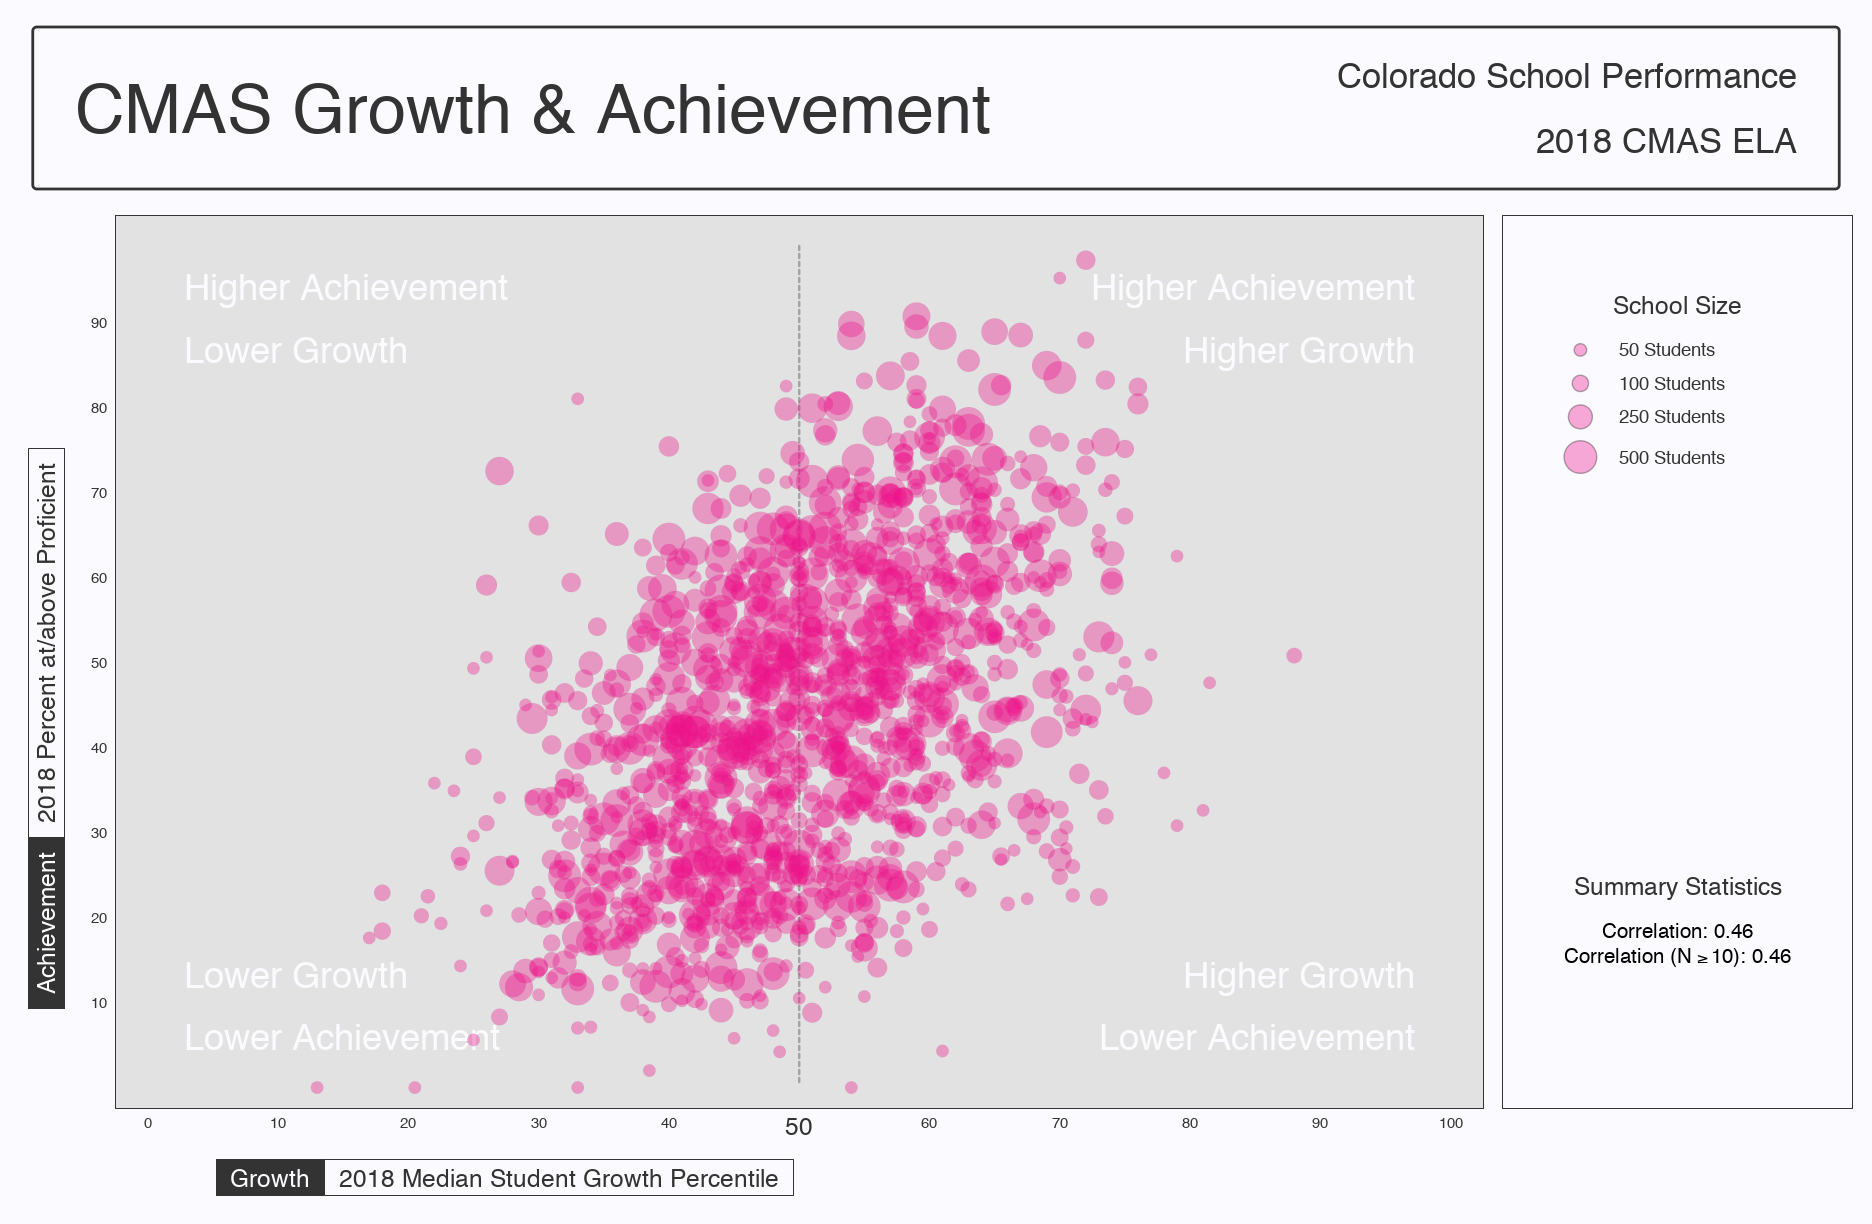 CMAS Growth & Achievement
Colorado School Performance
2018 CMAS ELA
Higher Achievement
Lower Growth
Higher Achievement
Higher Growth
Lower Growth
Lower Achievement
Higher Growth
Lower Achievement
90
80
70
60
50
40
30
20
10
Achievement 2018 Percent at/above Proficient
0 10 20 30 40 50 60 70 80 90 100
Growth 2018 Median Student Growth Percentile
School Size
50 Students
100 Students
250 Students
500 Students
Summary Statistics
Correlation: 0.46
Correlation (N ≥ 10): 0.46